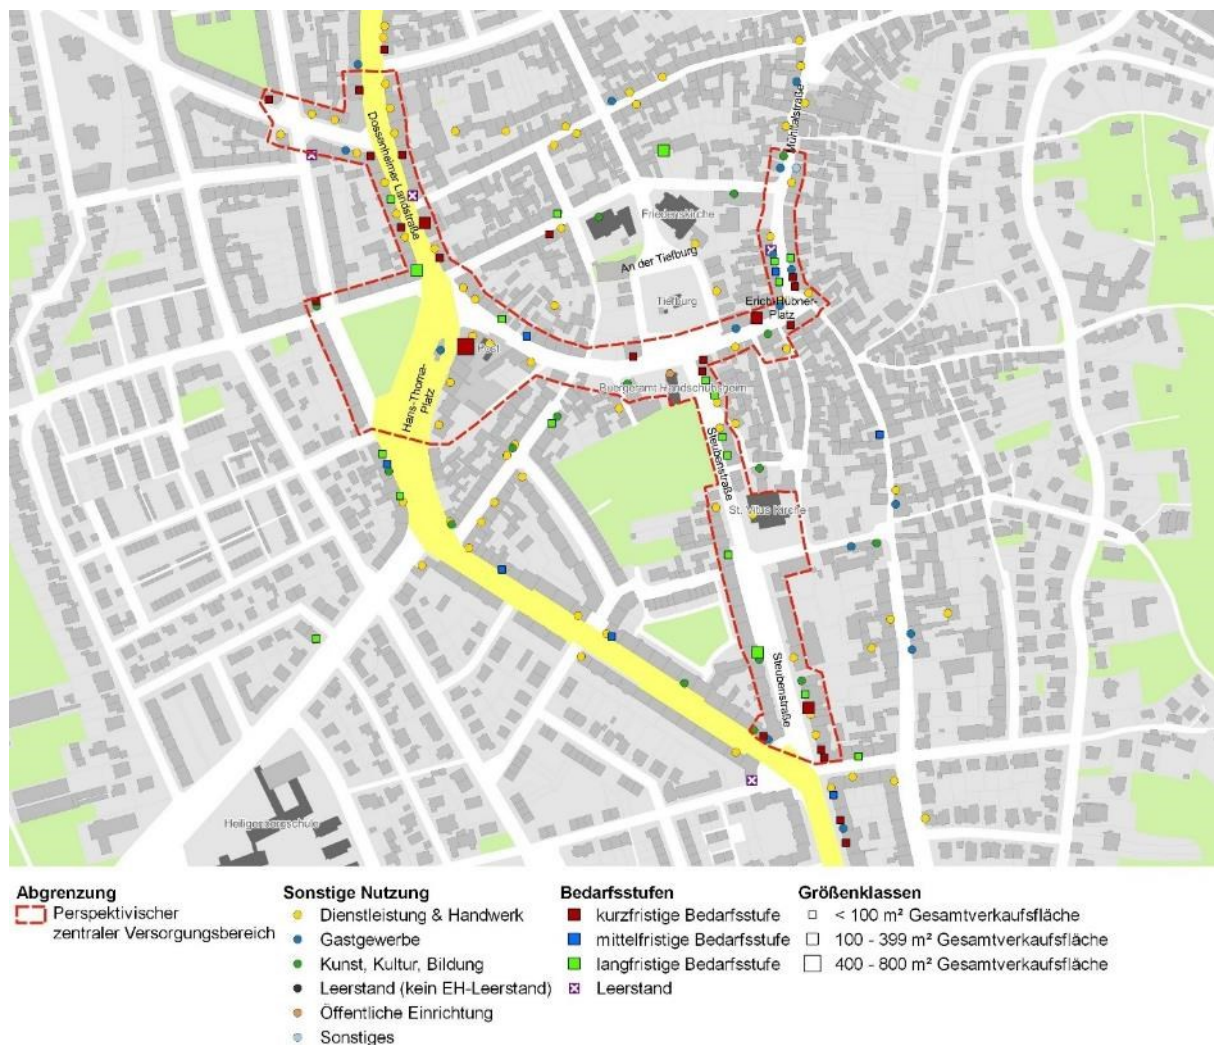 Mühltalstraße
Dossenheimer Landstraße
Friedenskirche
An der Tiefburg
Tiefburg
Erich-Hübner-
Platz
Post
Hans-Thoma-
Platz
Buergeramt Handschuhsheim
Steubenstraße
St. Vitus Kirche
Steubenstraße
Heiligenbergschule
Abgrenzung
Perspektivischer
zentraler Versorgungsbereich
Sonstige Nutzung
Dienstleistung & Handwerk
Gastgewerbe
Kunst, Kultur, Bildung
Leerstand (kein EH-Leerstand)
Öffentliche Einrichtung
Sonstiges
Bedarfsstufen
kurzfristige Bedarfsstufe
mittelfristige Bedarfsstufe
langfristige Bedarfsstufe
Leerstand
Größenklassen
< 100 m² Gesamtverkaufsfläche
100 - 399 m² Gesamtverkaufsfläche
400 - 800 m² Gesamtverkaufsfläche